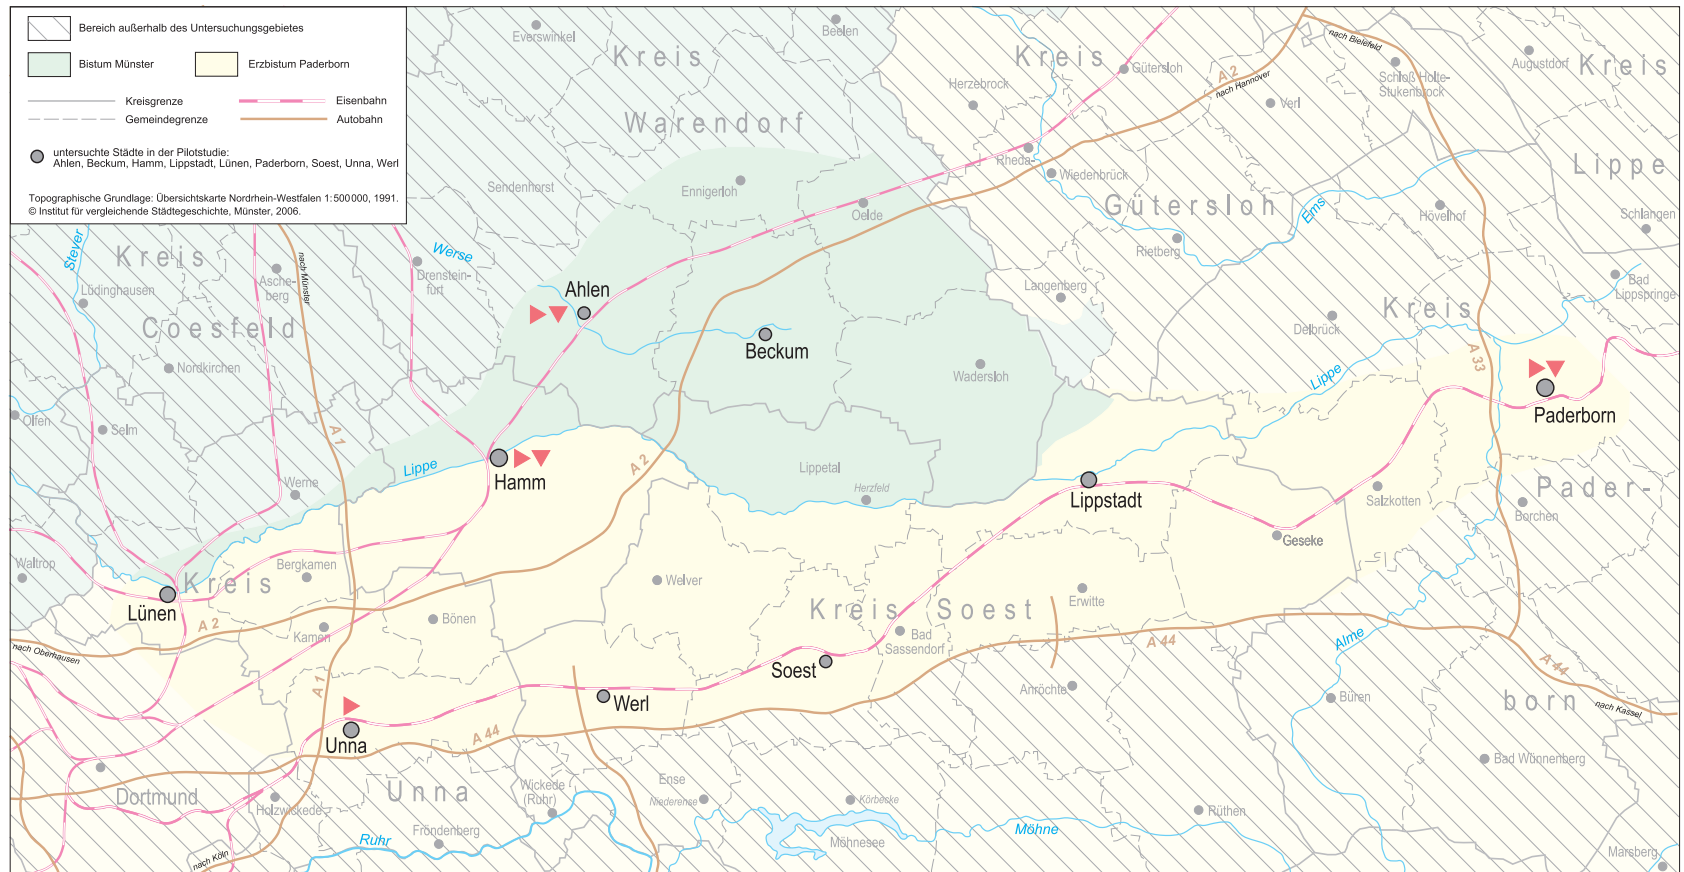 Bereich außerhalb des Untersuchungsgebietes
Bistum Münster
Erzbistum Paderborn
Kreisgrenze
Eisenbahn
Gemeindegrenze
Autobahn
untersuchte Städte in der Pilotstudie:
Ahlen, Beckum, Hamm, Lippstadt, Lünen, Paderborn, Soest, Unna, Werl
Topographische Grundlage: Übersichtskarte Nordrhein-Westfalen 1:500000, 1991.
© Institut für vergleichende Städtegeschichte, Münster, 2006.
Everswinkel
Beelen
Kreis
Warendorf
Kreis
Gütersloh
Gütersloh
Herzebrock
A 2
nach Hannover
nach Bielefeld
Schloß Holte-
Stukenbrock
Verl
Augustdorf
Kreis
Lippe
Sendenhorst
Ennigerloh
Oelde
Rheda-
Wiedenbrück
Rietberg
Ems
Hövelhof
Schlangen
Bad
Lippspringe
Stever
Kreis
Coesfeld
Lüdinghausen
Asche-
berg
nach Münster
Werse
Drenstein-
furt
Ahlen
Beckum
Langenberg
Delbrück
Kreis
Pader-
born
Nordkirchen
Wadersloh
Lippe
A 33
Paderborn
Olfen
Selm
A 1
Lippe
Hamm
A 2
Lippetal
Herzfeld
Lippstadt
Salzkotten
Borchen
Werne
Geseke
Waltrop
Kreis
Unna
Bergkamen
Lünen
A 2
Kamen
Bönen
Welver
Kreis Soest
Erwitte
Bad
Sassendorf
A 44
Alme
A 44
nach Kassel
nach Oberhausen
A 1
Soest
Werl
Anröchte
Büren
Unna
A 44
Bad Wünnenberg
Dortmund
Holzwickede
Wickede
(Ruhr)
Ense
Niederense
Körbecke
Rüthen
Fröndenberg
Ruhr
Möhnesee
Möhne
nach Köln
Marsberg